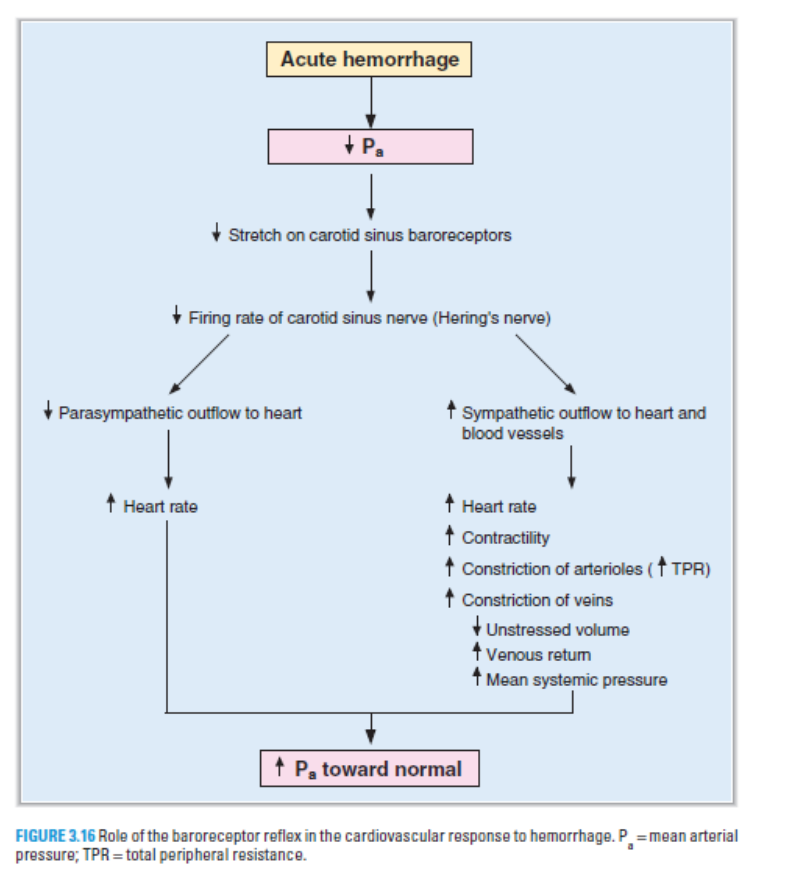 Acute hemorrhage
↓ Pa
↓ Stretch on carotid sinus baroreceptors
↓ Firing rate of carotid sinus nerve (Hering's nerve)
↓ Parasympathetic outflow to heart
↑ Heart rate
↑ Sympathetic outflow to heart and
blood vessels
↑ Heart rate
↑ Contractility
↑ Constriction of arterioles (↑ TPR)
↑ Constriction of veins
↓ Unstressed volume
↑ Venous return
↑ Mean systemic pressure
↑ Pa toward normal
FIGURE 3.16 Role of the baroreceptor reflex in the cardiovascular response to hemorrhage. Pa = mean arterial
pressure; TPR = total peripheral resistance.